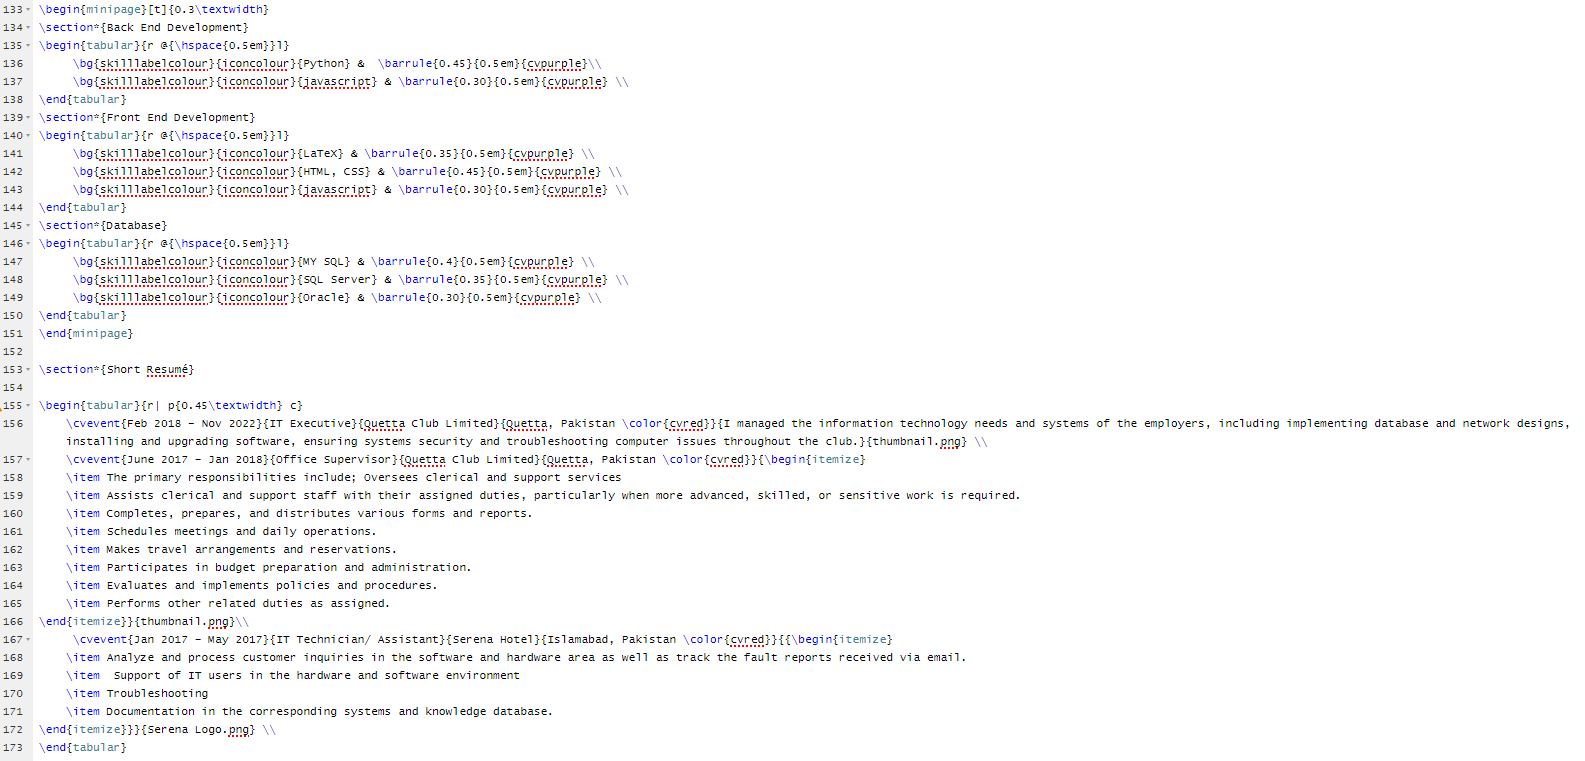 133 \begin{minipage}[t]{0.3\textwidth}
134 \section*{Back End Development}
135 \begin{tabular}{r @{\hspace{0.5em}}l}
136 \bg{skilllabelcolour}{iconcolour}{Python} &  \barrule{0.45}{0.5em}{cvpurple}\\
137 \bg{skilllabelcolour}{iconcolour}{javascript} & \barrule{0.30}{0.5em}{cvpurple} \\
138 \end{tabular}
139 \section*{Front End Development}
140 \begin{tabular}{r @{\hspace{0.5em}}l}
141 \bg{skilllabelcolour}{iconcolour}{LaTeX} & \barrule{0.35}{0.5em}{cvpurple} \\
142 \bg{skilllabelcolour}{iconcolour}{HTML, CSS} & \barrule{0.45}{0.5em}{cvpurple} \\
143 \bg{skilllabelcolour}{iconcolour}{javascript} & \barrule{0.30}{0.5em}{cvpurple} \\
144 \end{tabular}
145 \section*{Database}
146 \begin{tabular}{r @{\hspace{0.5em}}l}
147 \bg{skilllabelcolour}{iconcolour}{MY SQL} & \barrule{0.4}{0.5em}{cvpurple} \\
148 \bg{skilllabelcolour}{iconcolour}{SQL Server} & \barrule{0.35}{0.5em}{cvpurple} \\
149 \bg{skilllabelcolour}{iconcolour}{Oracle} & \barrule{0.30}{0.5em}{cvpurple} \\
150 \end{tabular}
151 \end{minipage}
152
153 \section*{Short Resumé}
154
155 \begin{tabular}{r| p{0.45\textwidth} c}
156 \cvevent{Feb 2018 - Nov 2022}{IT Executive}{Quetta Club Limited}{Quetta, Pakistan \color{cvred}}{I managed the information technology needs and systems of the employers, including implementing database and network designs,
installing and upgrading software, ensuring systems security and troubleshooting computer issues throughout the club.}{thumbnail.png} \\
157 \cvevent{June 2017 - Jan 2018}{Office Supervisor}{Quetta Club Limited}{Quetta, Pakistan \color{cvred}}{\begin{itemize}
158 \item The primary responsibilities include; Oversees clerical and support services
159 \item Assists clerical and support staff with their assigned duties, particularly when more advanced, skilled, or sensitive work is required.
160 \item Completes, prepares, and distributes various forms and reports.
161 \item Schedules meetings and daily operations.
162 \item Makes travel arrangements and reservations.
163 \item Participates in budget preparation and administration.
164 \item Evaluates and implements policies and procedures.
165 \item Performs other related duties as assigned.
166 \end{itemize}}{thumbnail.png}\\
167 \cvevent{Jan 2017 - May 2017}{IT Technician/ Assistant}{Serena Hotel}{Islamabad, Pakistan \color{cvred}}{{\begin{itemize}
168 \item Analyze and process customer inquiries in the software and hardware area as well as track the fault reports received via email.
169 \item  Support of IT users in the hardware and software environment
170 \item Troubleshooting
171 \item Documentation in the corresponding systems and knowledge database.
172 \end{itemize}}}{Serena Logo.png} \\
173 \end{tabular}